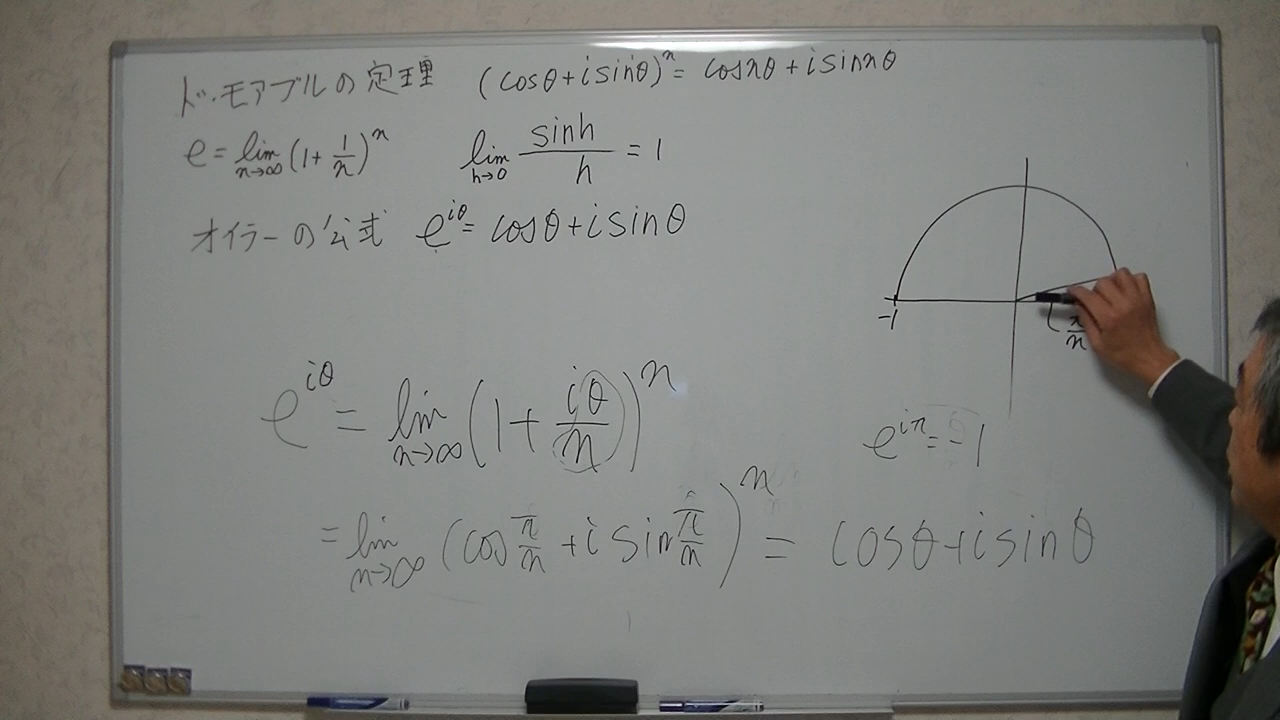 ド・モアブルの定理 (cosθ+isinθ)^n = cosnθ+isinnθ
e = lim_{n→∞} (1+1/n)^n lim_{h→0} sinh/h = 1
オイラーの公式 e^{iθ} = cosθ+isinθ
-1 π/n
e^{iθ} = lim_{n→∞} (1+iθ/n)^n e^{iπ} = -1
= lim_{n→∞} (cos π/n + i sin π/n)^n = cosθ+isinθ